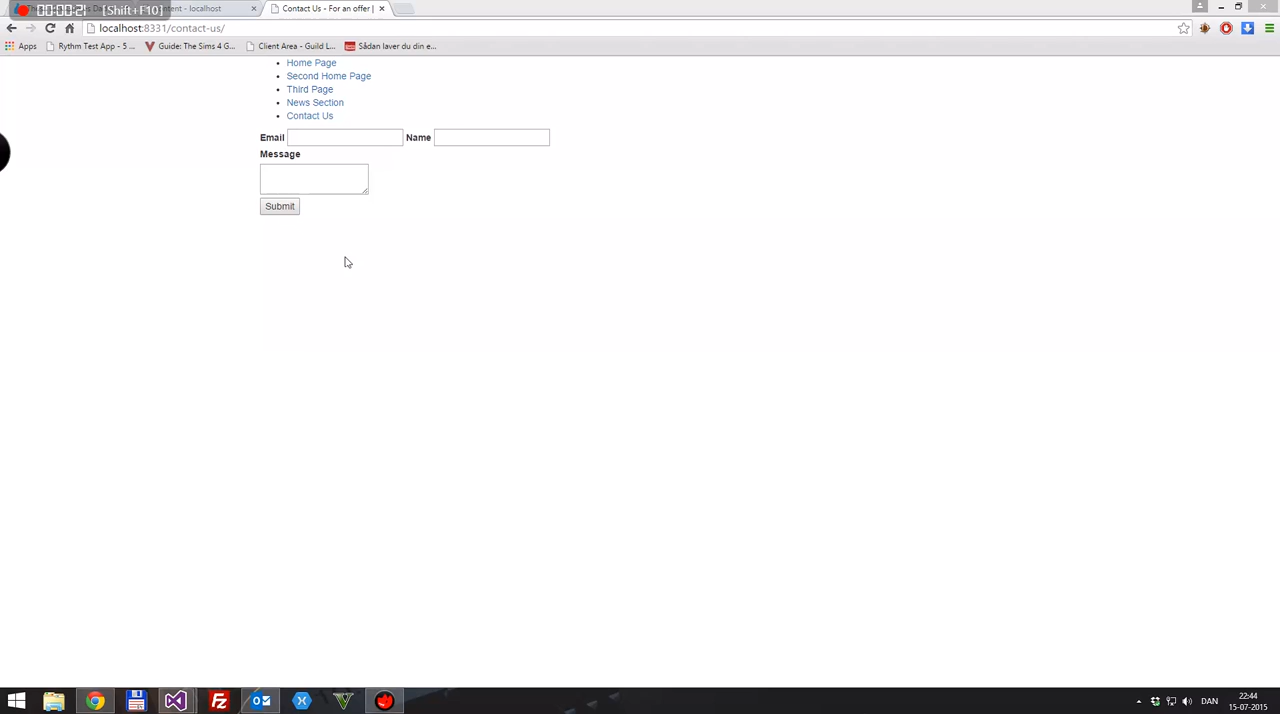 00:00:2 [Shift+F10]
ntent - localhost
Contact Us - For an offer |
localhost:8331/contact-us/
Apps
Rythm Test App - 5 ...
Guide: The Sims 4 G...
Client Area - Guild L...
Sådan laver du din e...
Home Page
Second Home Page
Third Page
News Section
Contact Us
Email
Name
Message
Submit
DAN
22:44
15-07-2015